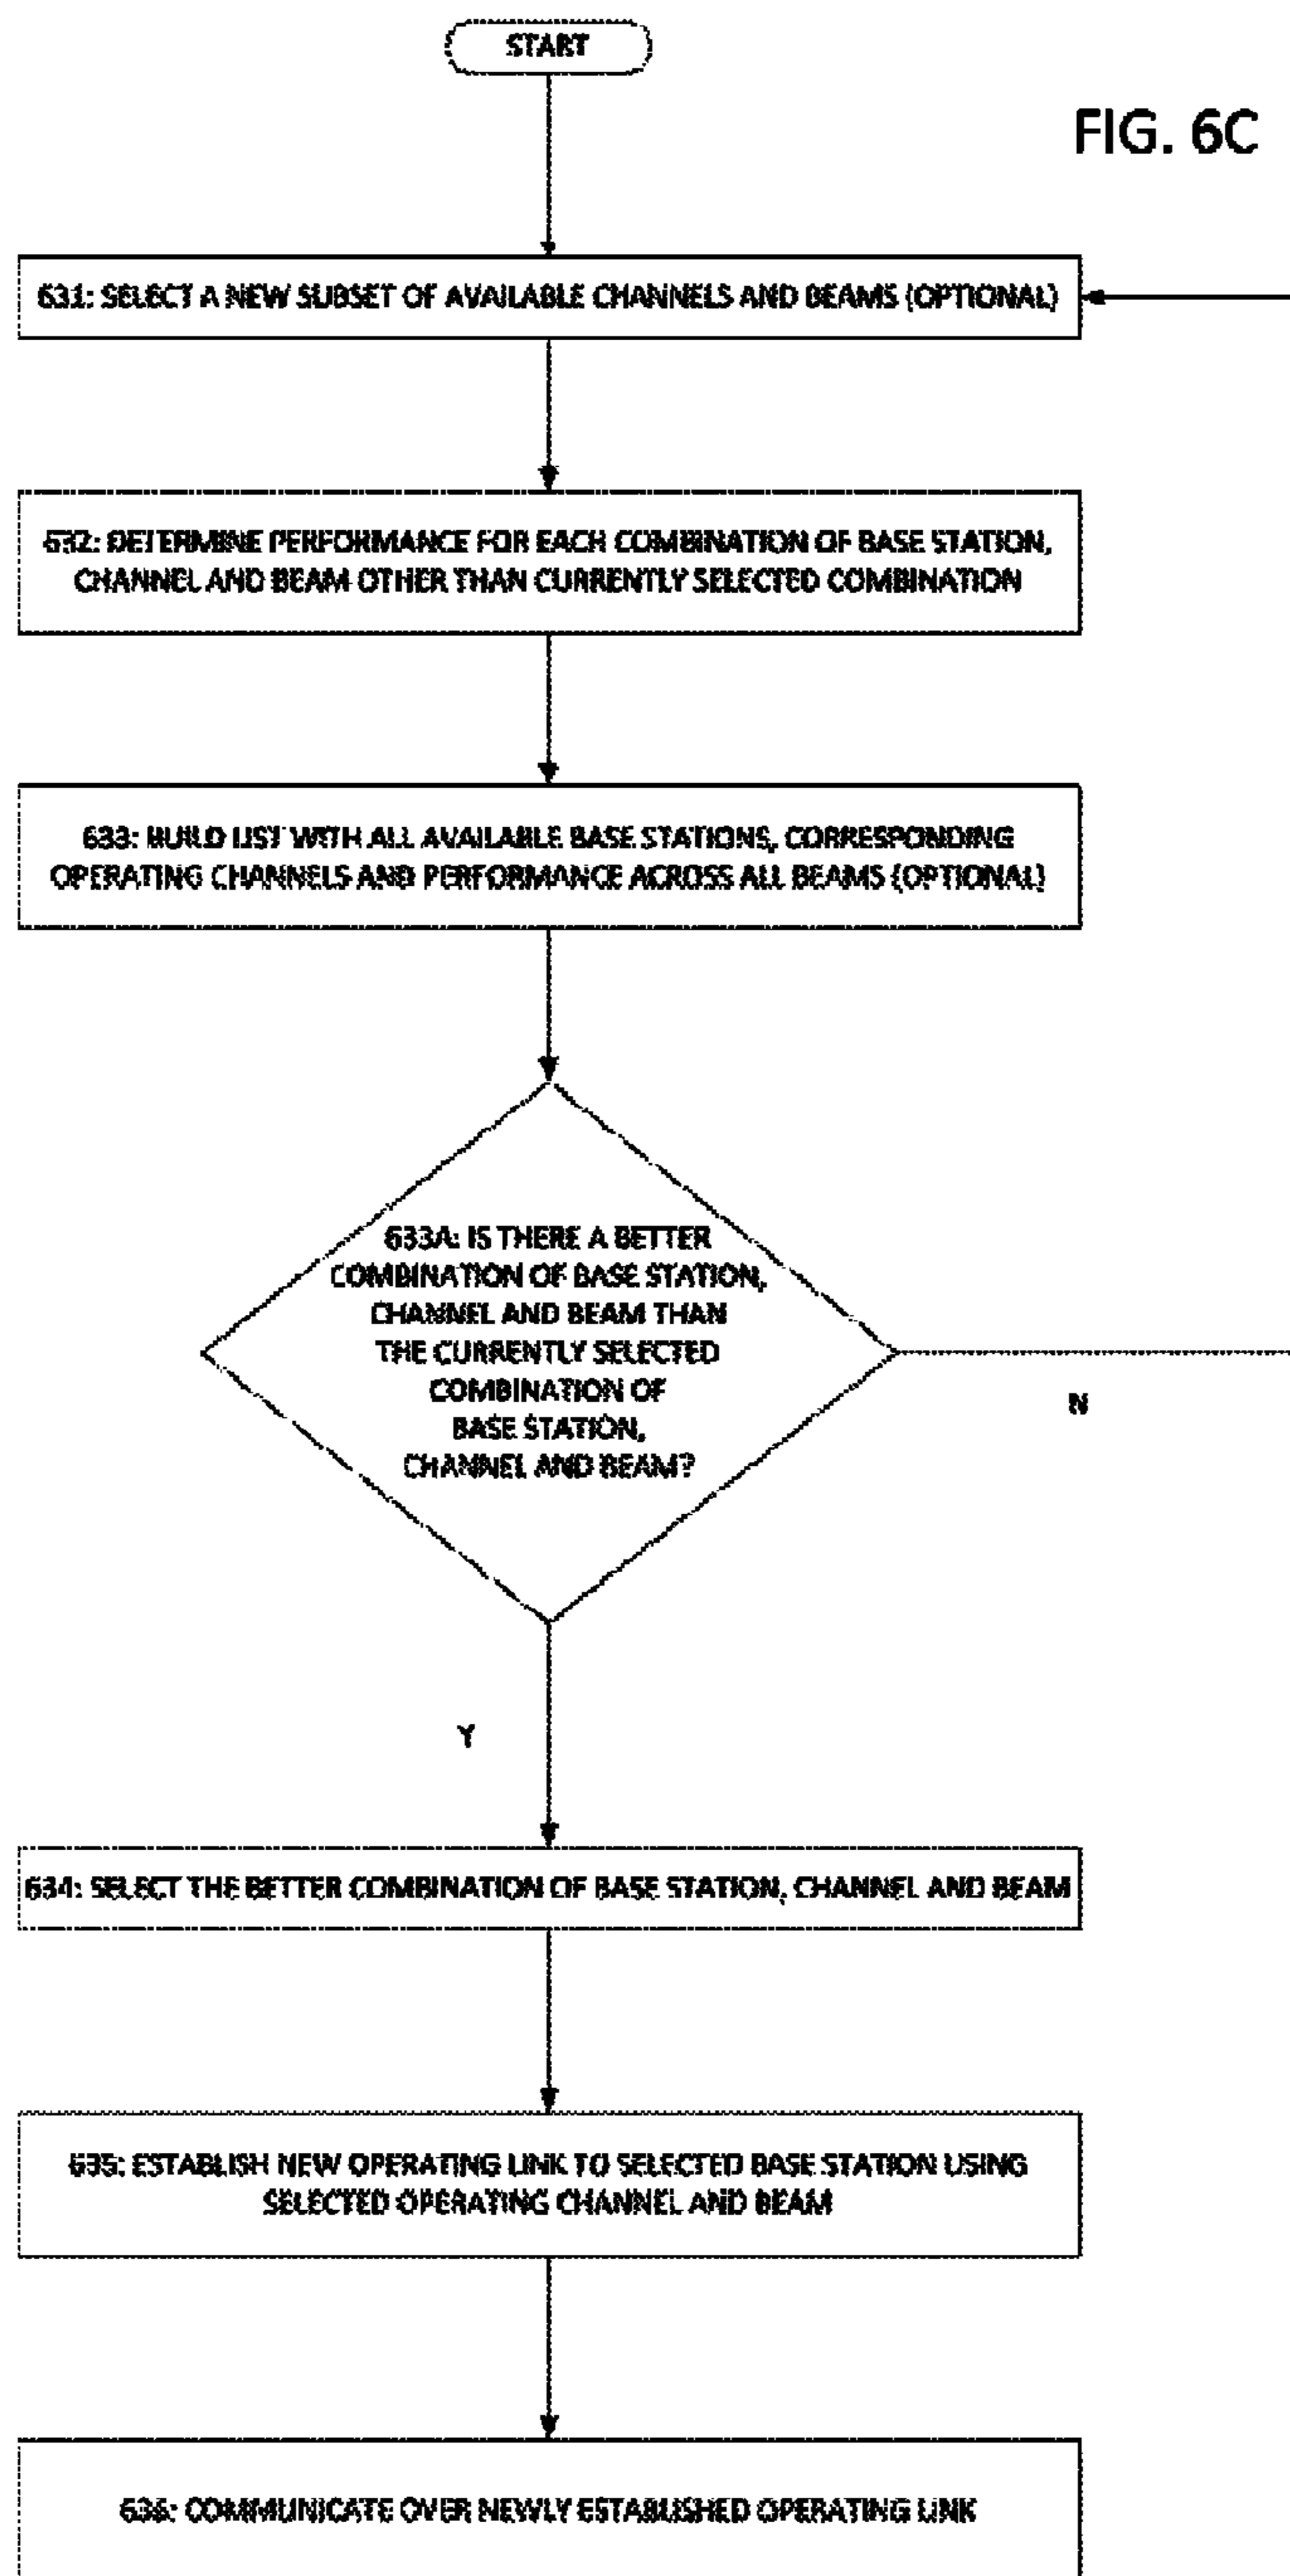 START
FIG. 6C
631: SELECT A NEW SUBSET OF AVAILABLE CHANNELS AND BEAMS (OPTIONAL)
632: DETERMINE PERFORMANCE FOR EACH COMBINATION OF BASE STATION,
CHANNEL AND BEAM OTHER THAN CURRENTLY SELECTED COMBINATION
633: BUILD LIST WITH ALL AVAILABLE BASE STATIONS, CORRESPONDING
OPERATING CHANNELS AND PERFORMANCE ACROSS ALL BEAMS (OPTIONAL)
633A: IS THERE A BETTER
COMBINATION OF BASE STATION,
CHANNEL AND BEAM THAN
THE CURRENTLY SELECTED
COMBINATION OF
BASE STATION,
CHANNEL AND BEAM?
N
Y
634: SELECT THE BETTER COMBINATION OF BASE STATION, CHANNEL AND BEAM
635: ESTABLISH NEW OPERATING LINK TO SELECTED BASE STATION USING
SELECTED OPERATING CHANNEL AND BEAM
636: COMMUNICATE OVER NEWLY ESTABLISHED OPERATING LINK